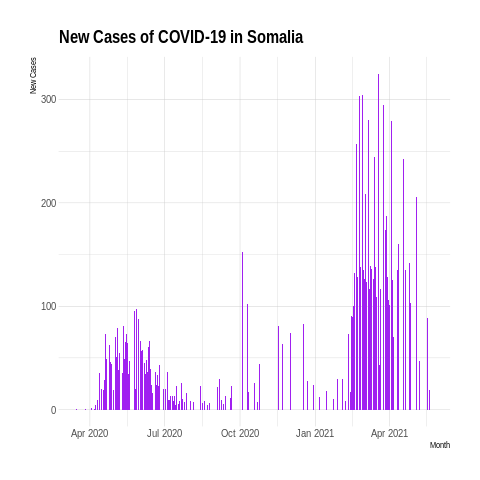 New Cases of COVID-19 in Somalia
New Cases
300
200
100
0
Apr 2020 Jul 2020 Oct 2020 Jan 2021 Apr 2021
Month